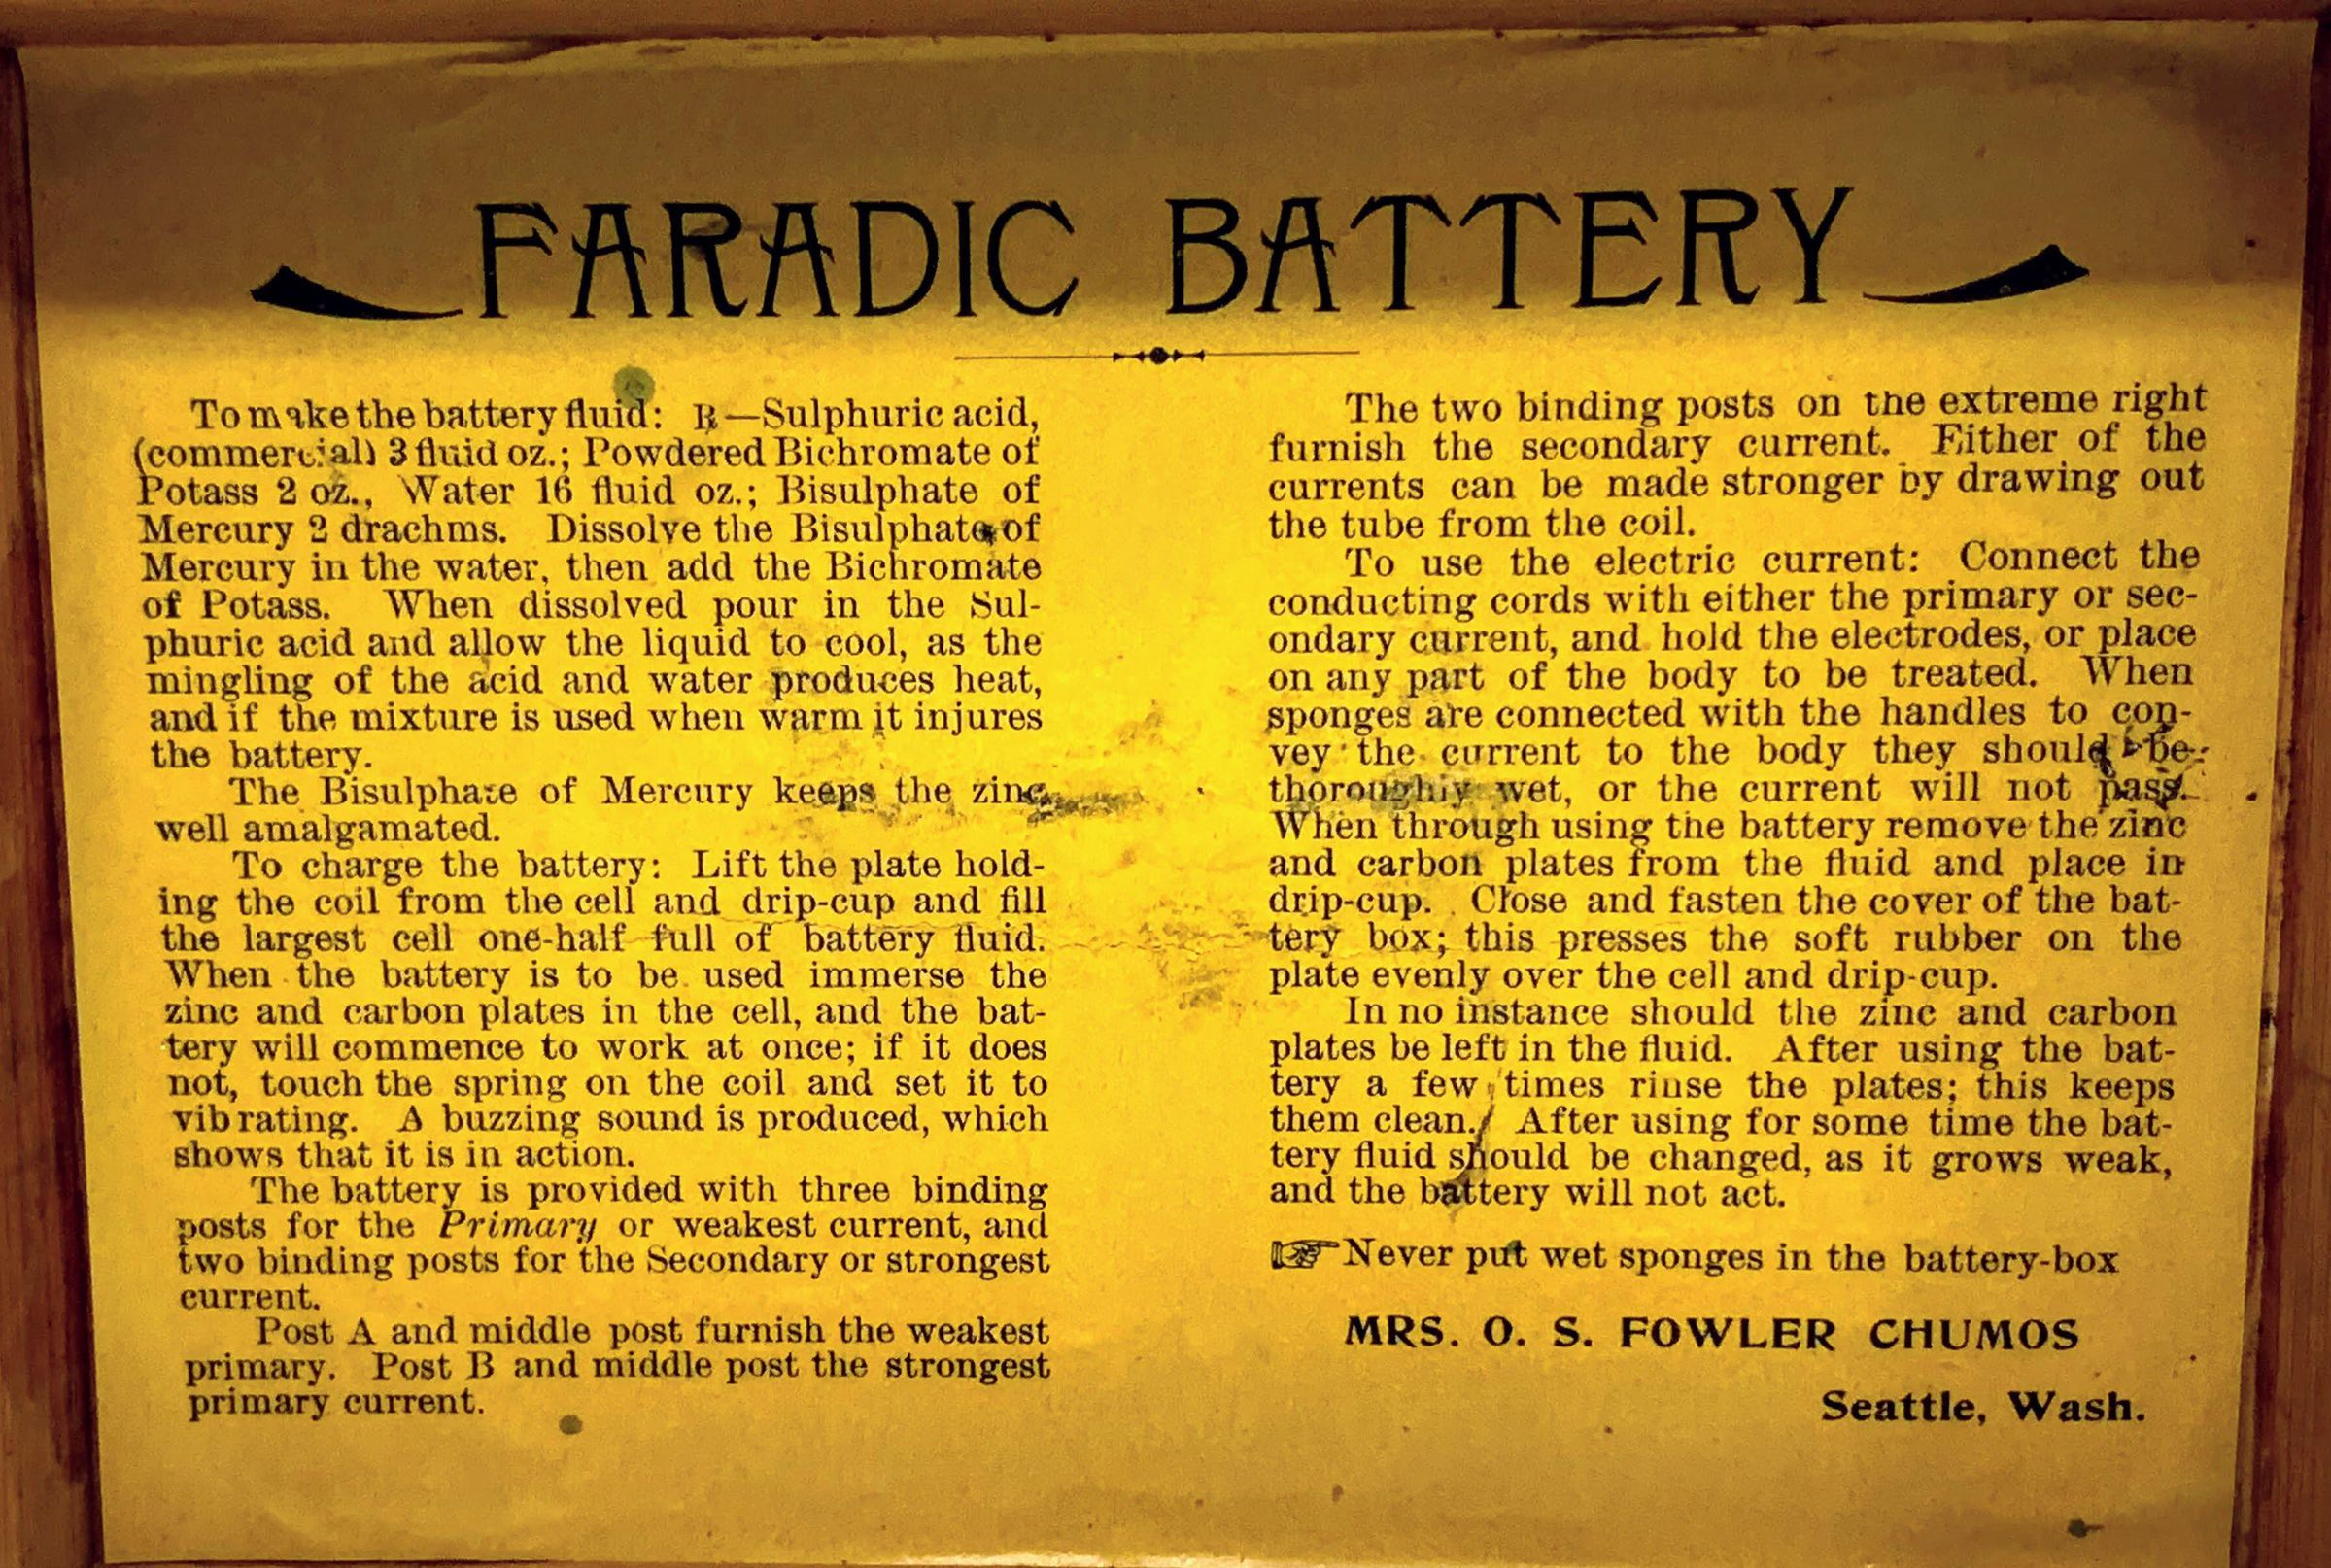 FARADIC BATTERY
To make the battery fluid: ℞—Sulphuric acid,
(commercial) 3 fluid oz.; Powdered Bichromate of
Potass 2 oz., Water 16 fluid oz.; Bisulphate of
Mercury 2 drachms. Dissolve the Bisulphate of
Mercury in the water, then add the Bichromate
of Potass. When dissolved pour in the Sul-
phuric acid and allow the liquid to cool, as the
mingling of the acid and water produces heat,
and if the mixture is used when warm it injures
the battery.
The Bisulphate of Mercury keeps the zinc
well amalgamated.
To charge the battery: Lift the plate hold-
ing the coil from the cell and drip-cup and fill
the largest cell one-half full of battery fluid.
When the battery is to be used immerse the
zinc and carbon plates in the cell, and the bat-
tery will commence to work at once; if it does
not, touch the spring on the coil and set it to
vibrating. A buzzing sound is produced, which
shows that it is in action.
The battery is provided with three binding
posts for the Primary or weakest current, and
two binding posts for the Secondary or strongest
current.
Post A and middle post furnish the weakest
primary. Post B and middle post the strongest
primary current.
The two binding posts on the extreme right
furnish the secondary current. Either of the
currents can be made stronger by drawing out
the tube from the coil.
To use the electric current: Connect the
conducting cords with either the primary or sec-
ondary current, and hold the electrodes, or place
on any part of the body to be treated. When
sponges are connected with the handles to con-
vey the current to the body they should be
thoroughly wet, or the current will not pass.
When through using the battery remove the zinc
and carbon plates from the fluid and place in
drip-cup. Close and fasten the cover of the bat-
tery box; this presses the soft rubber on the
plate evenly over the cell and drip-cup.
In no instance should the zinc and carbon
plates be left in the fluid. After using the bat-
tery a few times rinse the plates; this keeps
them clean. After using for some time the bat-
tery fluid should be changed, as it grows weak,
and the battery will not act.
☞Never put wet sponges in the battery-box
MRS. O. S. FOWLER CHUMOS
Seattle, Wash.